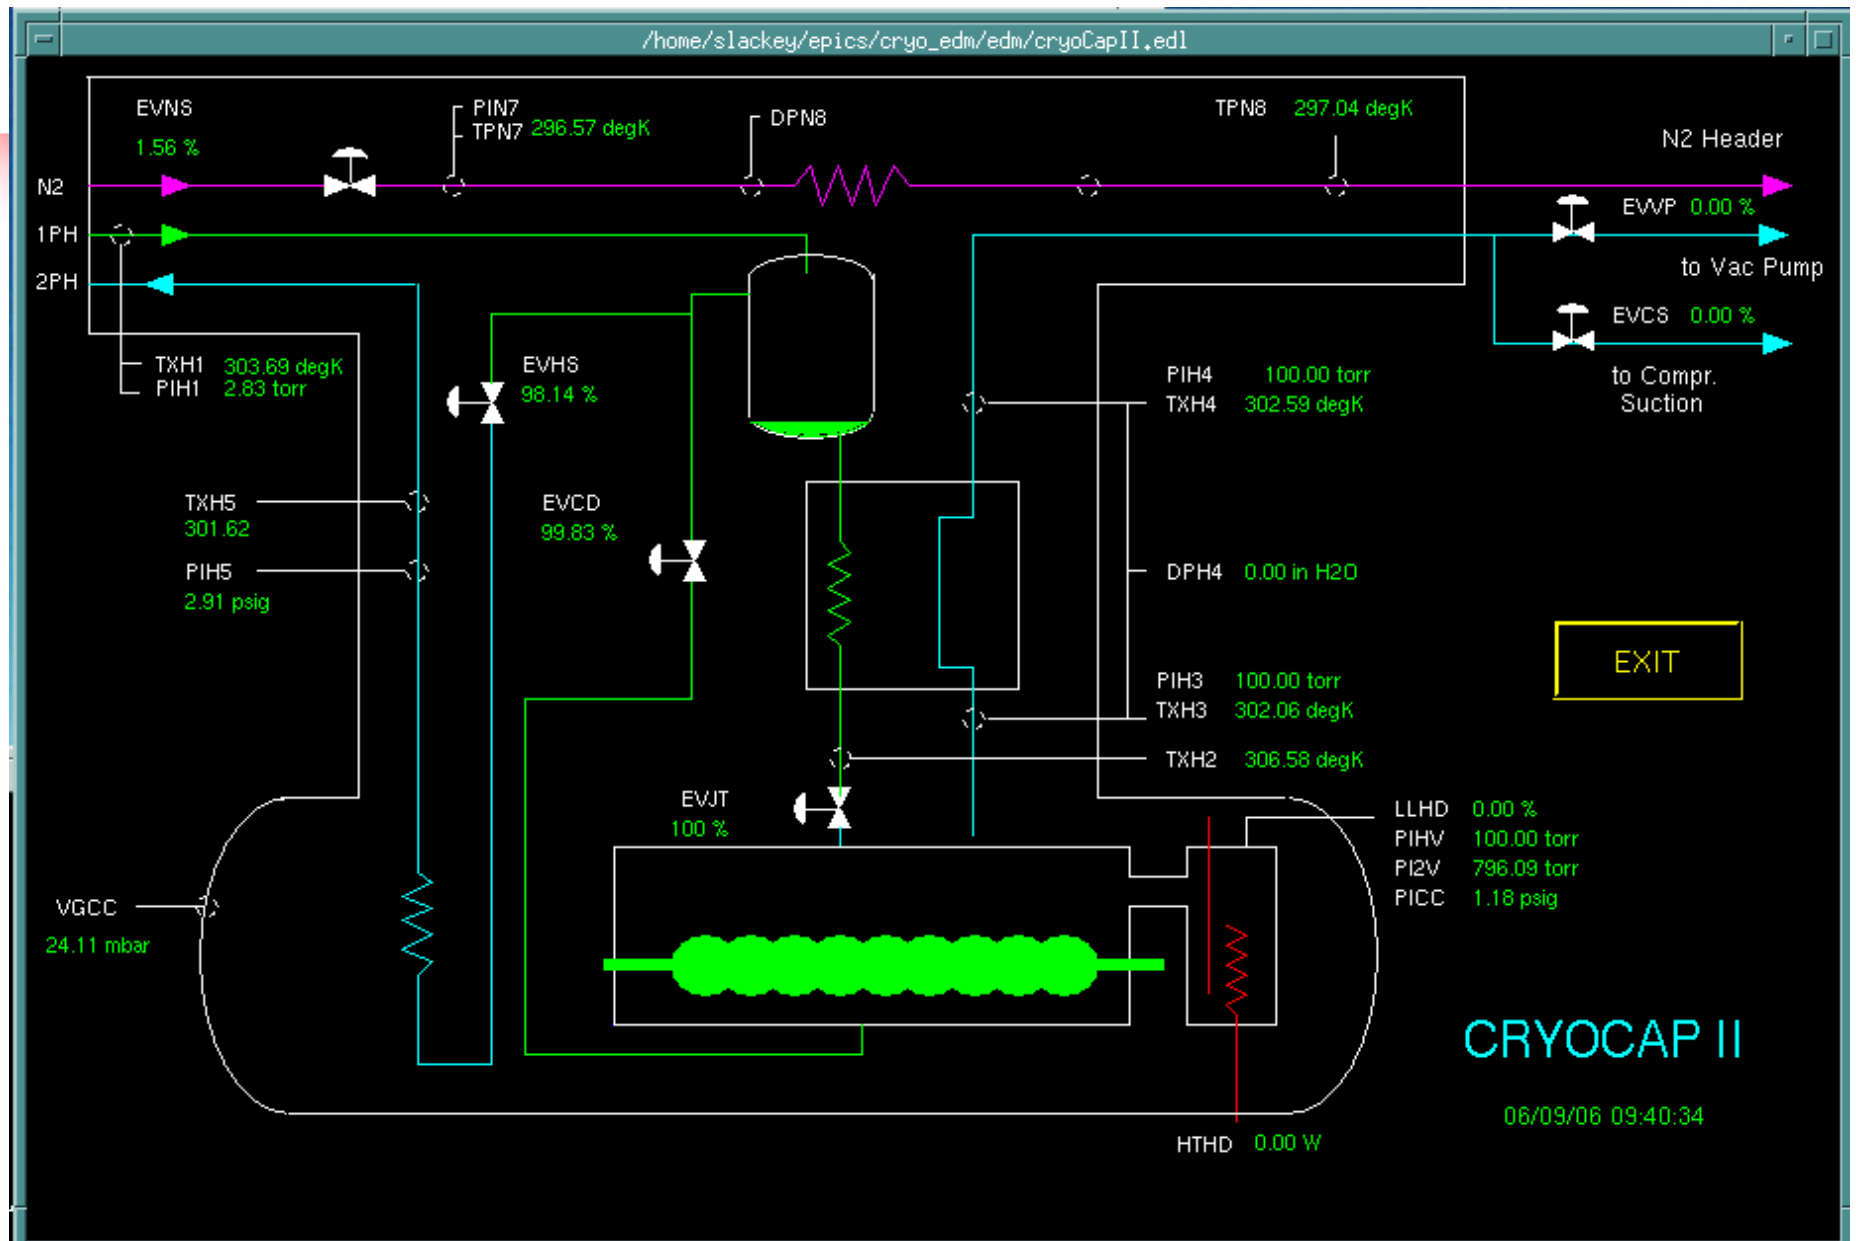 /home/slackey/epics/cryo_edm/edm/cryoCapII.edl
EVNS
1.56 %
PIN7
TPN7 296.57 degK
DPN8
TPN8 297.04 degK
N2 Header
N2
EVVP 0.00 %
1PH
to Vac Pump
2PH
EVCS 0.00 %
to Compr.
Suction
TXH1 303.69 degK
PIH1 2.83 torr
EVHS
98.14 %
PIH4 100.00 torr
TXH4 302.59 degK
TXH5
301.62
EVCD
99.83 %
PIH5
2.91 psig
DPH4 0.00 in H2O
EXIT
PIH3 100.00 torr
TXH3 302.06 degK
TXH2 306.58 degK
EVJT
100 %
LLHD 0.00 %
PIHV 100.00 torr
PI2V 796.09 torr
PICC 1.18 psig
VGCC
24.11 mbar
CRYOCAP II
06/09/06 09:40:34
HTHD 0.00 W